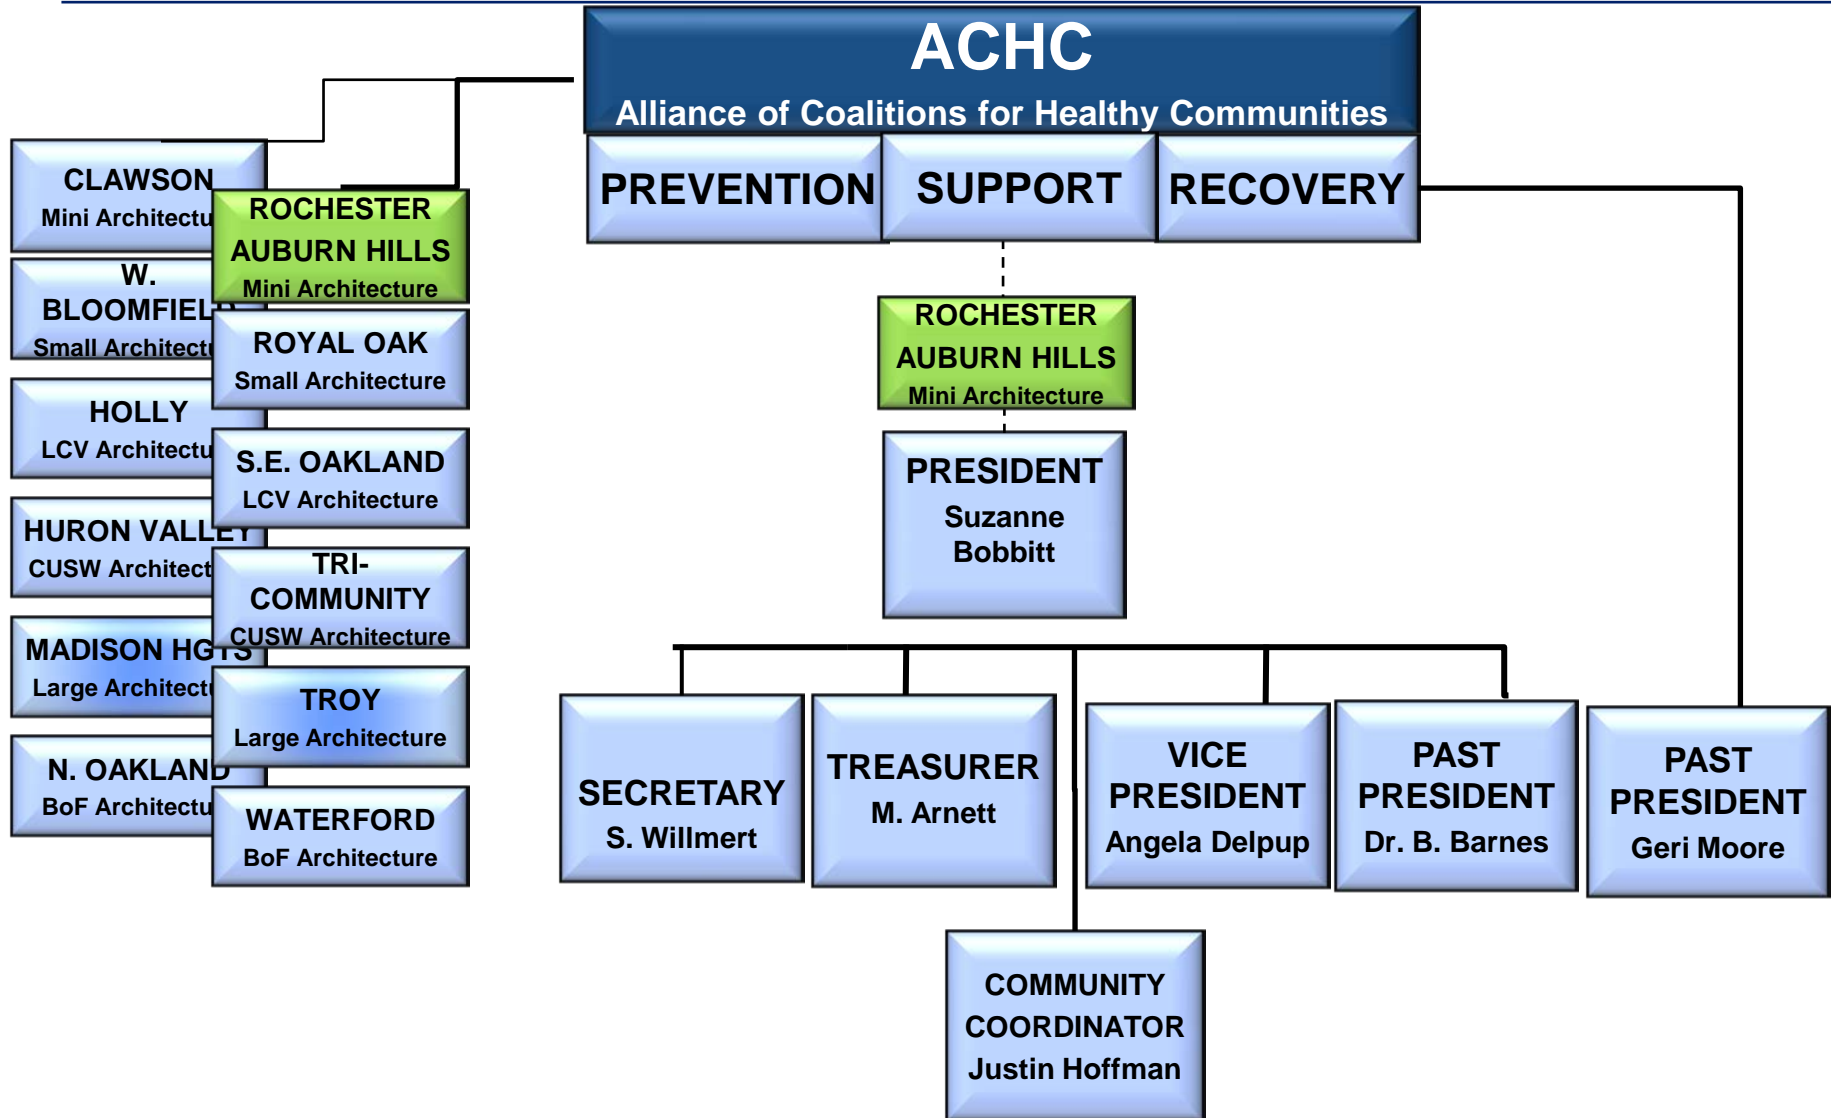 ACHC
Alliance of Coalitions for Healthy Communities
PREVENTION
SUPPORT
RECOVERY
CLAWSON
Mini Architectu
W.
BLOOMFIELD
Small Architectu
HOLLY
LCV Architectu
HURON VALLEY
CUSW Architect
MADISON HGTS
Large Architectu
N. OAKLAND
BoF Architectu
ROCHESTER
AUBURN HILLS
Mini Architecture
ROYAL OAK
Small Architecture
S.E. OAKLAND
LCV Architecture
TRI-
COMMUNITY
CUSW Architecture
TROY
Large Architecture
WATERFORD
BoF Architecture
ROCHESTER
AUBURN HILLS
Mini Architecture
PRESIDENT
Suzanne
Bobbitt
SECRETARY
S. Willmert
TREASURER
M. Arnett
VICE
PRESIDENT
Angela Delpup
PAST
PRESIDENT
Dr. B. Barnes
PAST
PRESIDENT
Geri Moore
COMMUNITY
COORDINATOR
Justin Hoffman